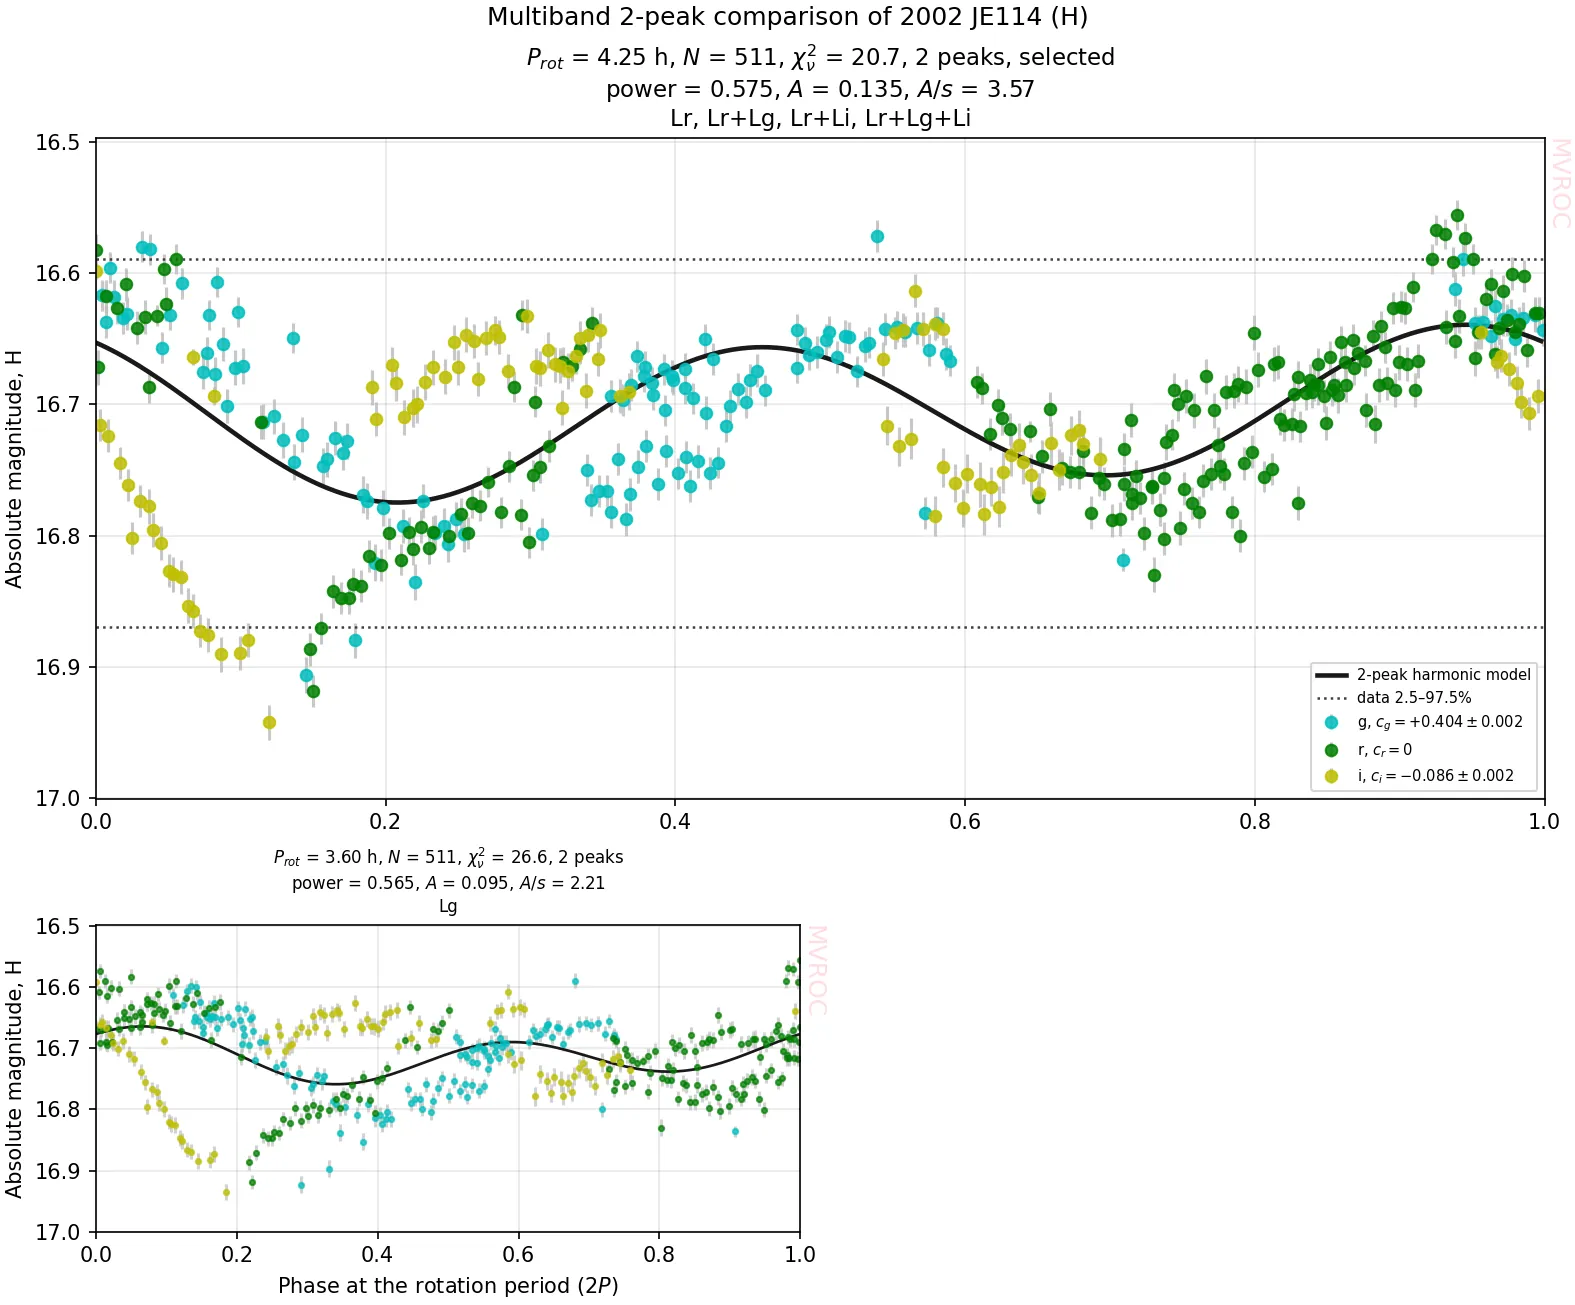 Multiband 2-peak comparison of 2002 JE114 (H)
P_rot = 4.25 h, N = 511, χ²_ν = 20.7, 2 peaks, selected
power = 0.575, A = 0.135, A/s = 3.57
Lr, Lr+Lg, Lr+Li, Lr+Lg+Li
MVROC
Absolute magnitude, H
16.5
16.6
16.7
16.8
16.9
17.0
2-peak harmonic model
data 2.5–97.5%
g, c_g = +0.404 ± 0.002
r, c_r = 0
i, c_i = −0.086 ± 0.002
0.0 0.2 0.4 0.6 0.8 1.0
P_rot = 3.60 h, N = 511, χ²_ν = 26.6, 2 peaks
power = 0.565, A = 0.095, A/s = 2.21
Lg
MVROC
Absolute magnitude, H
16.5
16.6
16.7
16.8
16.9
17.0
0.0 0.2 0.4 0.6 0.8 1.0
Phase at the rotation period (2P)